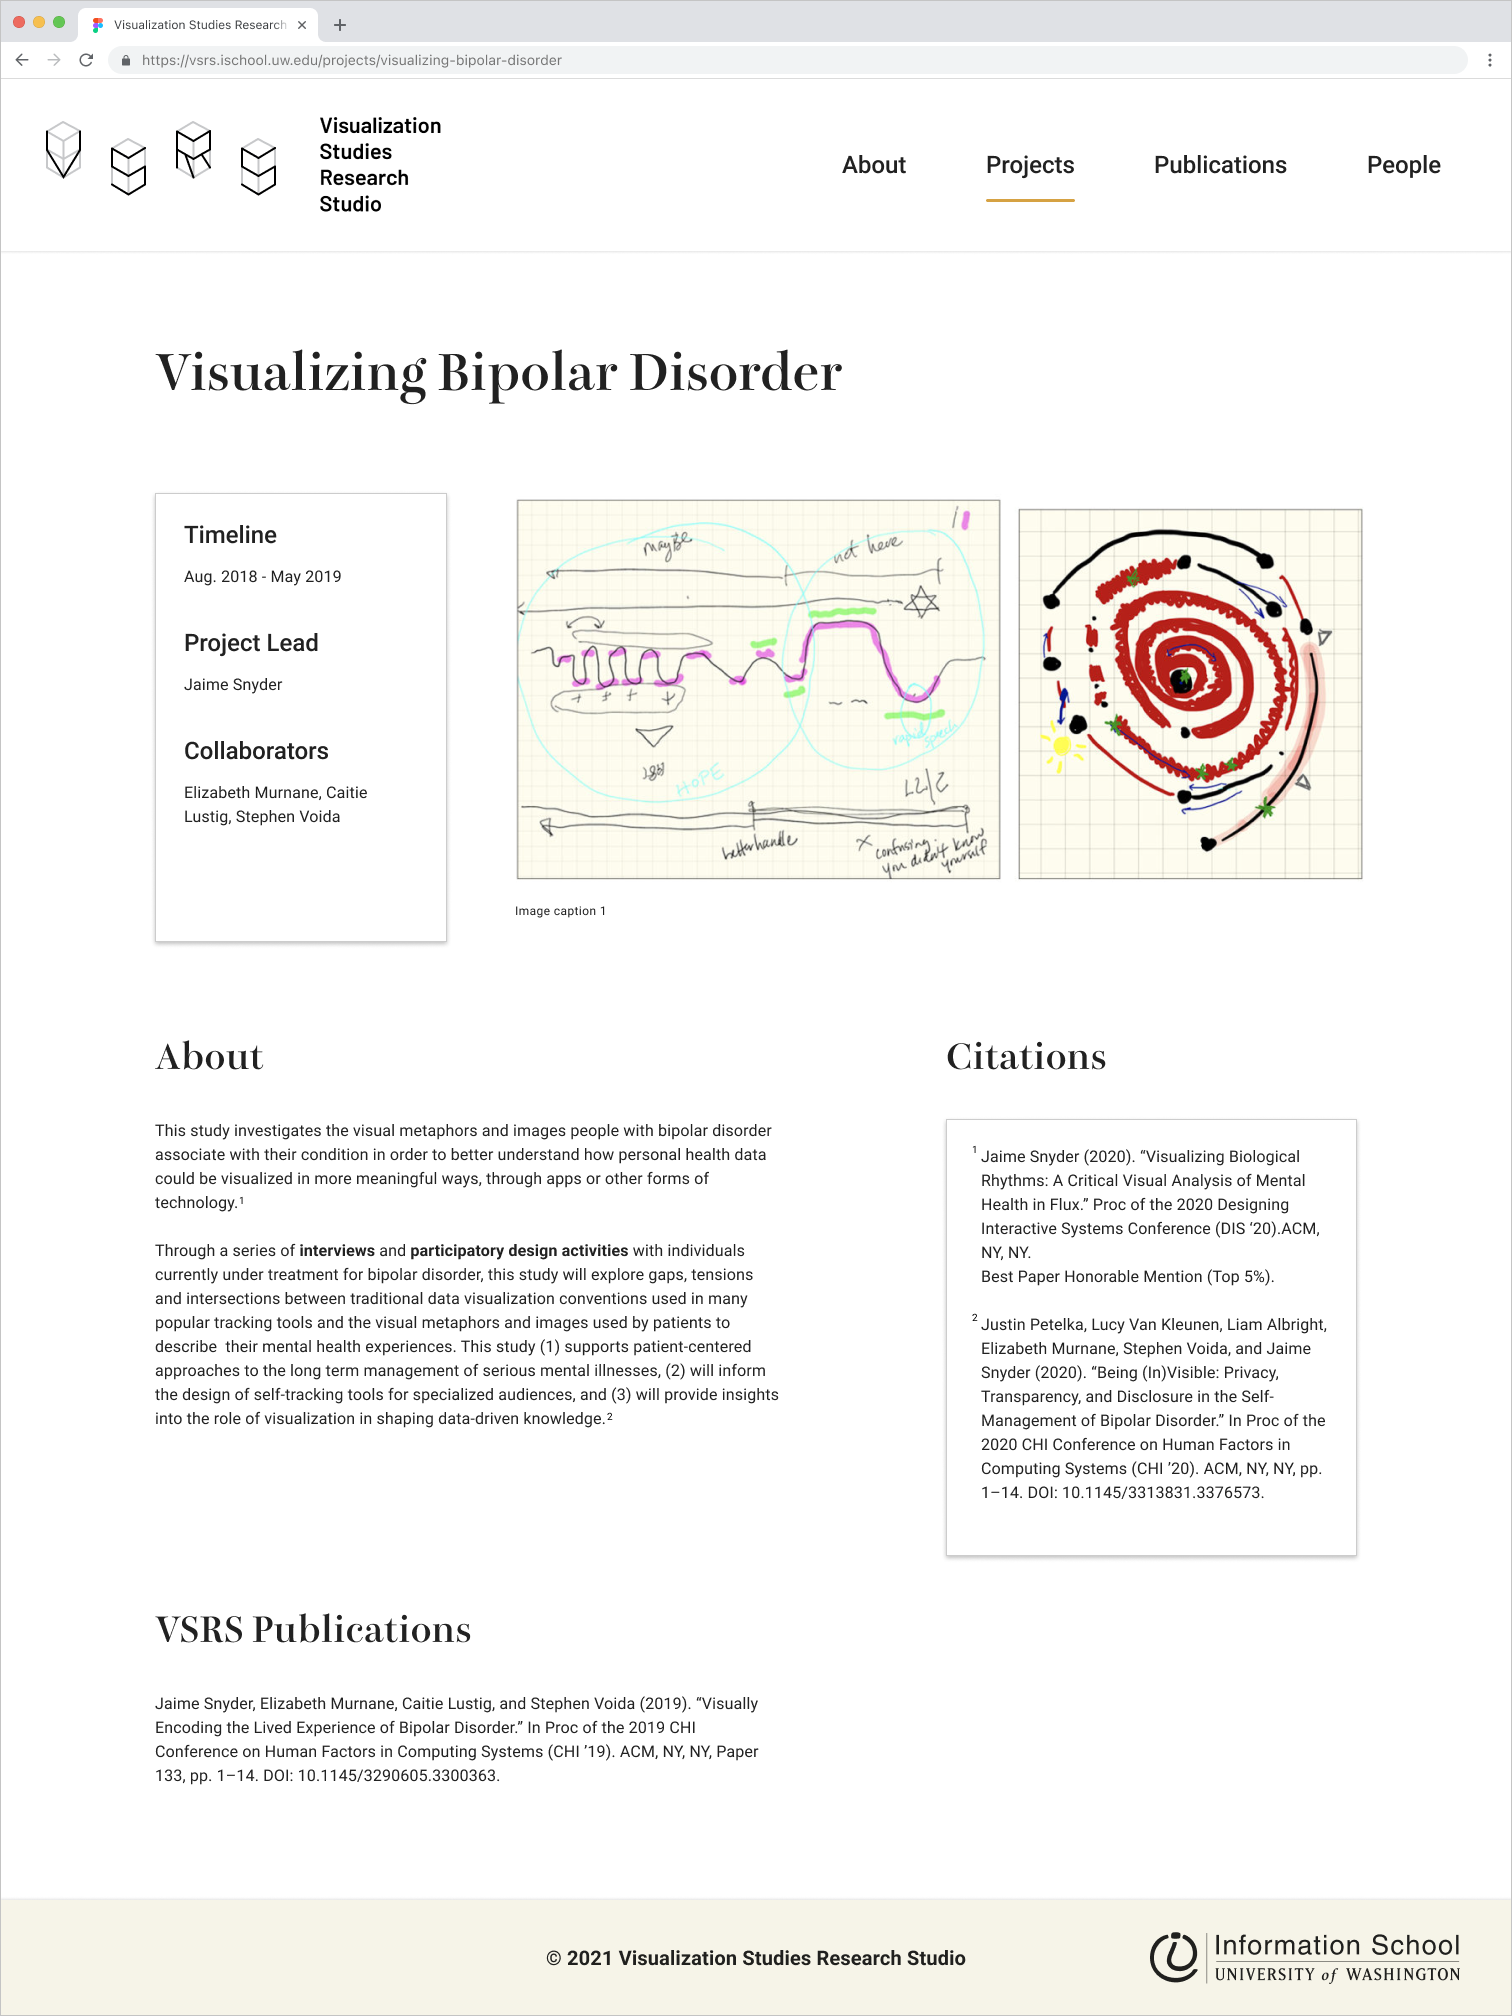 Visualization Studies Research
https://vsrs.ischool.uw.edu/projects/visualizing-bipolar-disorder
VSRS
Visualization
Studies
Research
Studio
About
Projects
Publications
People
Visualizing Bipolar Disorder
Timeline
Aug. 2018 - May 2019
Project Lead
Jaime Snyder
Collaborators
Elizabeth Murnane, Caitie
Lustig, Stephen Voida
maybe
not here
rapid speech
HOPE
L2/2
better handle
x confusing.
you didn't know
yourself
Image caption 1
About
This study investigates the visual metaphors and images people with bipolar disorder
associate with their condition in order to better understand how personal health data
could be visualized in more meaningful ways, through apps or other forms of
technology.¹
Through a series of interviews and participatory design activities with individuals
currently under treatment for bipolar disorder, this study will explore gaps, tensions
and intersections between traditional data visualization conventions used in many
popular tracking tools and the visual metaphors and images used by patients to
describe  their mental health experiences. This study (1) supports patient-centered
approaches to the long term management of serious mental illnesses, (2) will inform
the design of self-tracking tools for specialized audiences, and (3) will provide insights
into the role of visualization in shaping data-driven knowledge.²
Citations
¹ Jaime Snyder (2020). “Visualizing Biological
Rhythms: A Critical Visual Analysis of Mental
Health in Flux.” Proc of the 2020 Designing
Interactive Systems Conference (DIS ’20).ACM,
NY, NY.
Best Paper Honorable Mention (Top 5%).
² Justin Petelka, Lucy Van Kleunen, Liam Albright,
Elizabeth Murnane, Stephen Voida, and Jaime
Snyder (2020). “Being (In)Visible: Privacy,
Transparency, and Disclosure in the Self-
Management of Bipolar Disorder.” In Proc of the
2020 CHI Conference on Human Factors in
Computing Systems (CHI ’20). ACM, NY, NY, pp.
1–14. DOI: 10.1145/3313831.3376573.
VSRS Publications
Jaime Snyder, Elizabeth Murnane, Caitie Lustig, and Stephen Voida (2019). “Visually
Encoding the Lived Experience of Bipolar Disorder.” In Proc of the 2019 CHI
Conference on Human Factors in Computing Systems (CHI ’19). ACM, NY, NY, Paper
133, pp. 1–14. DOI: 10.1145/3290605.3300363.
© 2021 Visualization Studies Research Studio
Information School
UNIVERSITY of WASHINGTON